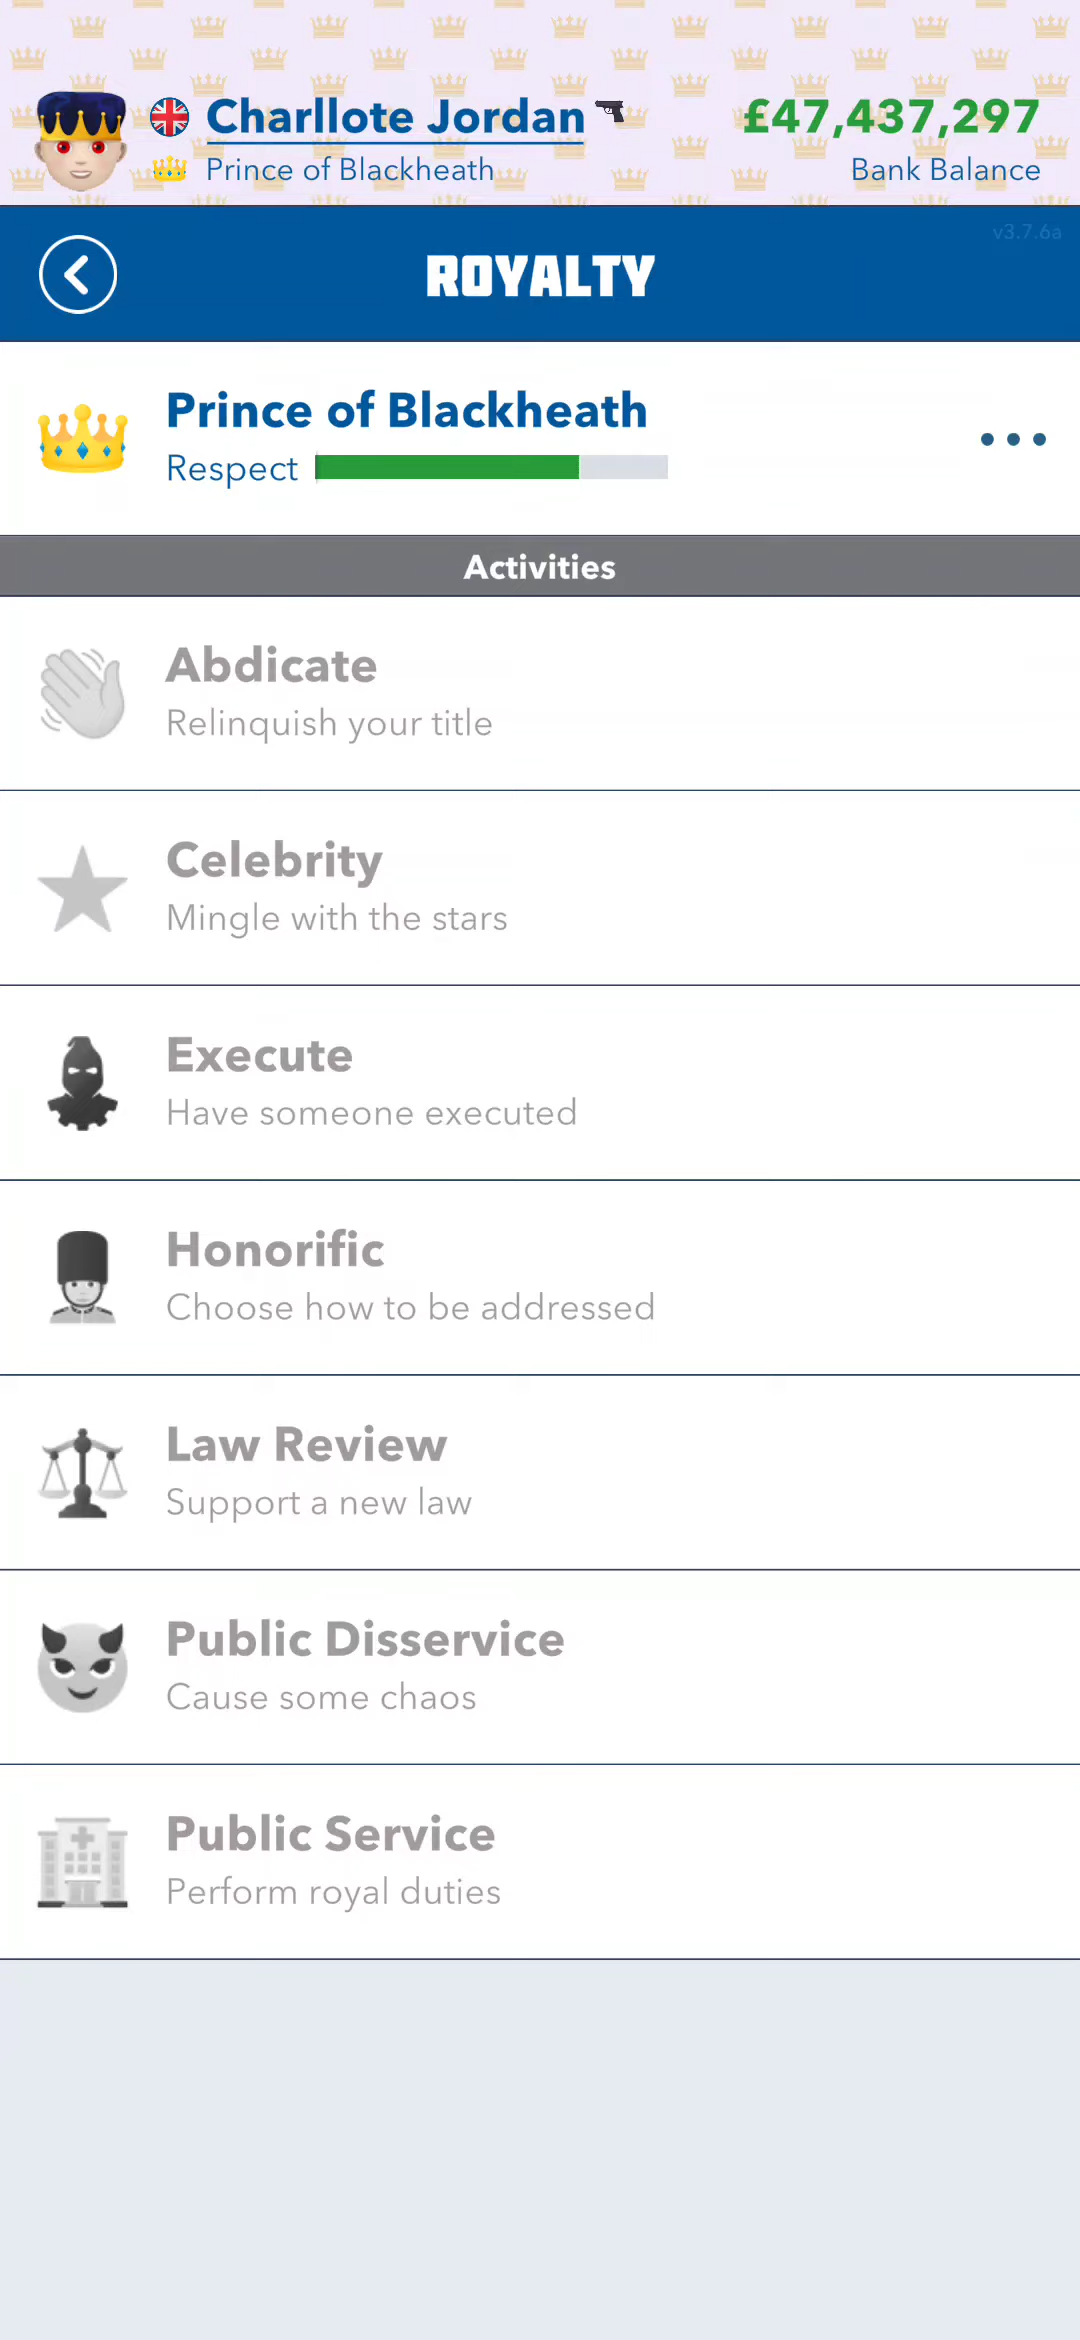 Charllote Jordan
£47,437,297
Prince of Blackheath
Bank Balance
v3.7.6a
ROYALTY
Prince of Blackheath
Respect
Activities
Abdicate
Relinquish your title
Celebrity
Mingle with the stars
Execute
Have someone executed
Honorific
Choose how to be addressed
Law Review
Support a new law
Public Disservice
Cause some chaos
Public Service
Perform royal duties